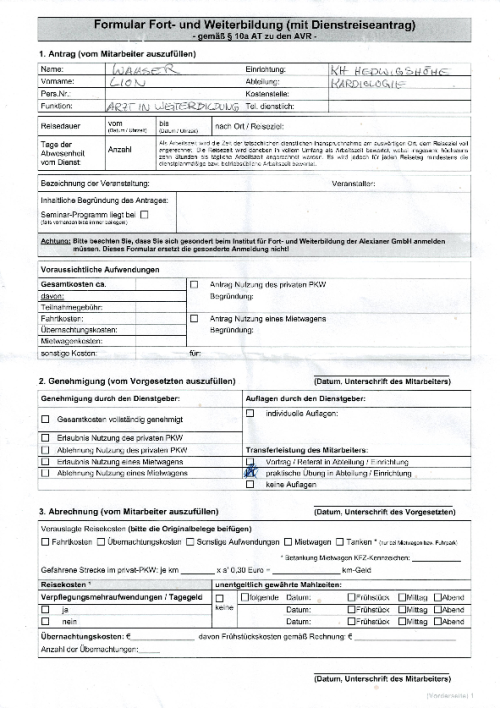 Formular Fort- und Weiterbildung (mit Dienstreiseantrag)
- gemäß § 10a AT zu den AVR -
1. Antrag (vom Mitarbeiter auszufüllen)
Name: WAUSER Einrichtung: KH HEDWIGSHÖHE
Vorname: LION Abteilung: KARDIOLOGIE
Pers.Nr.: Kostenstelle:
Funktion: ARZT IN WEITERBILDUNG Tel. dienstlich:
Reisedauer vom (Datum / Uhrzeit) bis (Datum / Uhrzeit) nach Ort / Reiseziel:
Tage der Abwesenheit vom Dienst Anzahl
Als Arbeitszeit wird die Zeit der tatsächlichen dienstlichen Inanspruchnahme am auswärtigen Ort, dem Reiseziel voll
angerechnet. Die Reisezeit wird daneben in vollem Umfang als Arbeitszeit bewertet, wobei insgesamt höchstens
zehn Stunden als tägliche Arbeitszeit angerechnet werden. Es wird jedoch für jeden Reisetag mindestens die
dienstplanmäßige bzw. betriebsübliche Arbeitszeit bewertet.
Bezeichnung der Veranstaltung: Veranstalter:
Inhaltliche Begründung des Antrages:
Seminar-Programm liegt bei
Achtung: Bitte beachten Sie, dass Sie sich gesondert beim Institut für Fort- und Weiterbildung der Alexianer GmbH anmelden
müssen. Dieses Formular ersetzt die gesonderte Anmeldung nicht!
Voraussichtliche Aufwendungen
Gesamtkosten ca. Antrag Nutzung des privaten PKW
davon: Begründung:
Teilnahmegebühr:
Fahrtkosten: Antrag Nutzung eines Mietwagens
Übernachtungskosten: Begründung:
Mietwagenkosten:
sonstige Kosten: für:
2. Genehmigung (vom Vorgesetzten auszufüllen) (Datum, Unterschrift des Mitarbeiters)
Genehmigung durch den Dienstgeber: Auflagen durch den Dienstgeber:
Gesamtkosten vollständig genehmigt individuelle Auflagen:
Erlaubnis Nutzung des privaten PKW
Ablehnung Nutzung des privaten PKW Transferleistung des Mitarbeiters:
Erlaubnis Nutzung eines Mietwagens Vortrag / Referat in Abteilung / Einrichtung
Ablehnung Nutzung eines Mietwagens praktische Übung in Abteilung / Einrichtung
keine Auflagen
3. Abrechnung (vom Mitarbeiter auszufüllen) (Datum, Unterschrift des Vorgesetzten)
Verauslagte Reisekosten (bitte die Originalbelege beifügen)
Fahrtkosten Übernachtungskosten Sonstige Aufwendungen Mietwagen Tanken * (nur bei Mietwagen bzw. Fuhrpark)
* Betankung Mietwagen KFZ-Kennzeichen:
Gefahrene Strecke im privat-PKW: je km x a' 0,30 Euro = km-Geld
Reisekosten * unentgeltlich gewährte Mahlzeiten:
Verpflegungsmehraufwendungen / Tagegeld keine folgende Datum: Frühstück Mittag Abend
ja Datum: Frühstück Mittag Abend
nein Datum: Frühstück Mittag Abend
Übernachtungskosten: € davon Frühstückskosten gemäß Rechnung: €
Anzahl der Übernachtungen:
(Datum, Unterschrift des Mitarbeiters)
(Vorderseite) 1